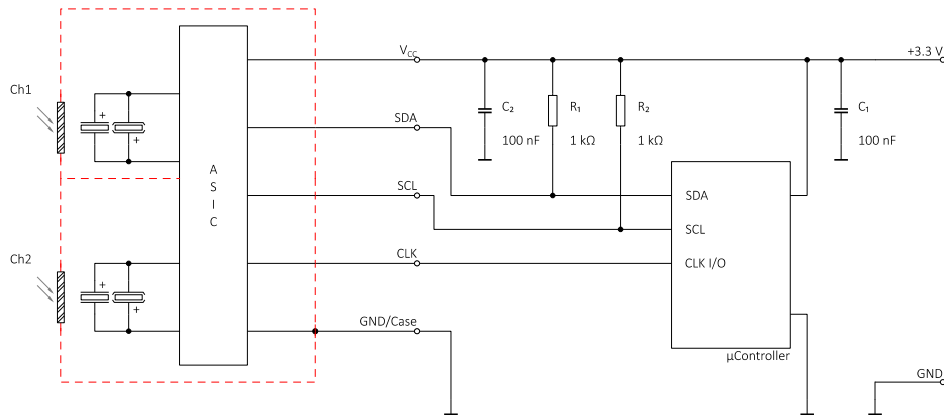 Ch1
Ch2
+
+
+
+
A
S
I
C
V_CC
SDA
SCL
CLK
GND/Case
C₂
100 nF
R₁
1 kΩ
R₂
1 kΩ
C₁
100 nF
+3.3 V
SDA
SCL
CLK I/O
µController
GND